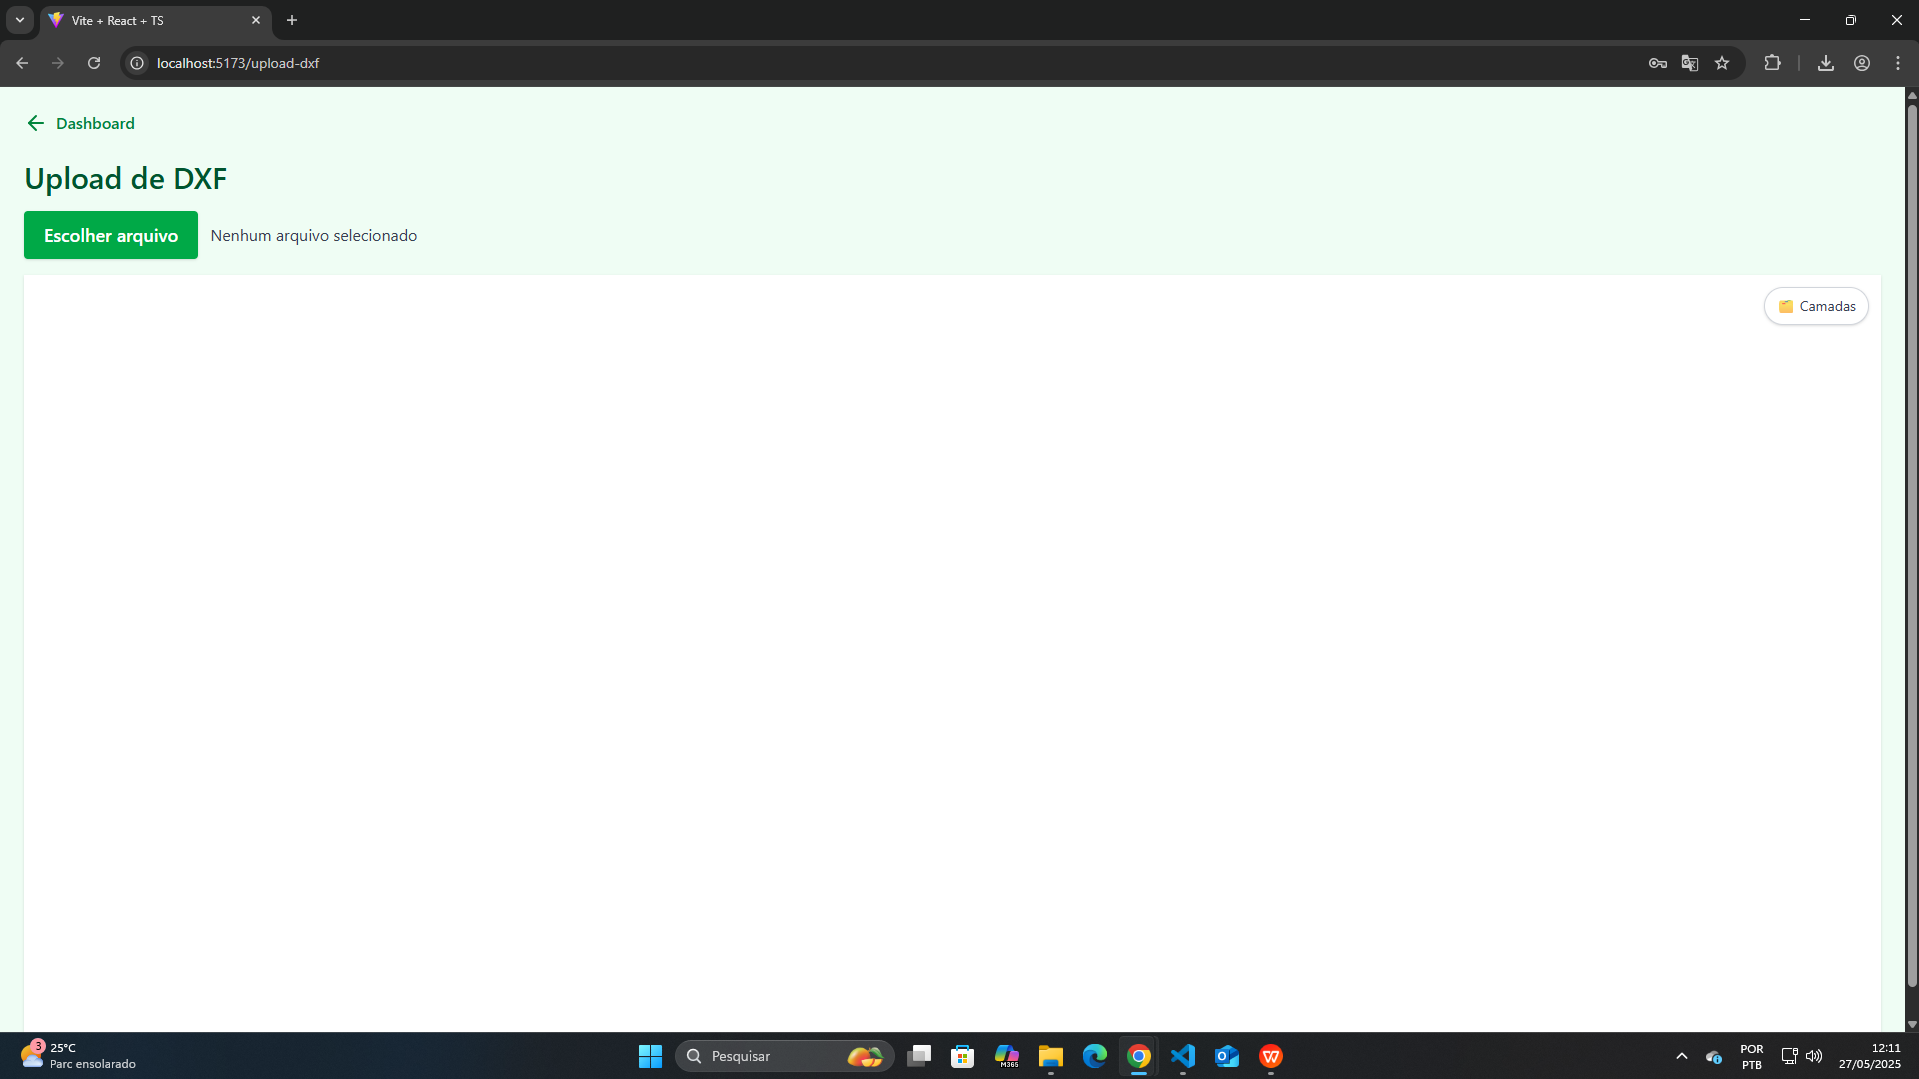 Vite + React + TS
localhost:5173/upload-dxf
Dashboard
Upload de DXF
Escolher arquivo
Nenhum arquivo selecionado
Camadas
3
25°C
Parc ensolarado
Pesquisar
M365
POR
PTB
12:11
27/05/2025